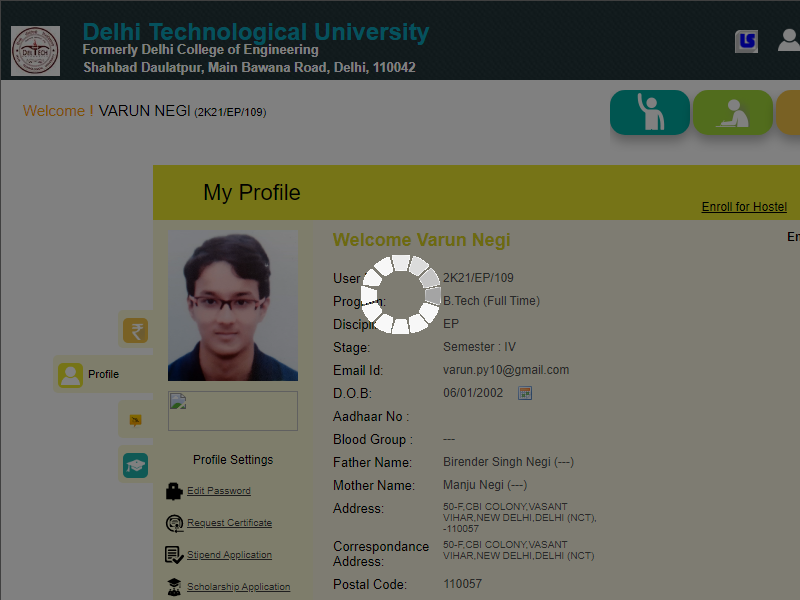 Delhi Technological University
Formerly Delhi College of Engineering
Shahbad Daulatpur, Main Bawana Road, Delhi, 110042
Welcome ! VARUN NEGI (2K21/EP/109)
My Profile
Enroll for Hostel
Welcome Varun Negi
User 2K21/EP/109
B.Tech (Full Time)
EP
Stage: Semester : IV
Email Id: varun.py10@gmail.com
D.O.B: 06/01/2002
Aadhaar No :
Blood Group : ---
Father Name: Birender Singh Negi (---)
Mother Name: Manju Negi (---)
Address: 50-F,CBI COLONY,VASANT
VIHAR,NEW DELHI,DELHI (NCT),
-110057
Correspondance
Address:
50-F,CBI COLONY,VASANT
VIHAR,NEW DELHI,DELHI (NCT)
Postal Code: 110057
Profile
Profile Settings
Edit Password
Request Certificate
Stipend Application
Scholarship Application